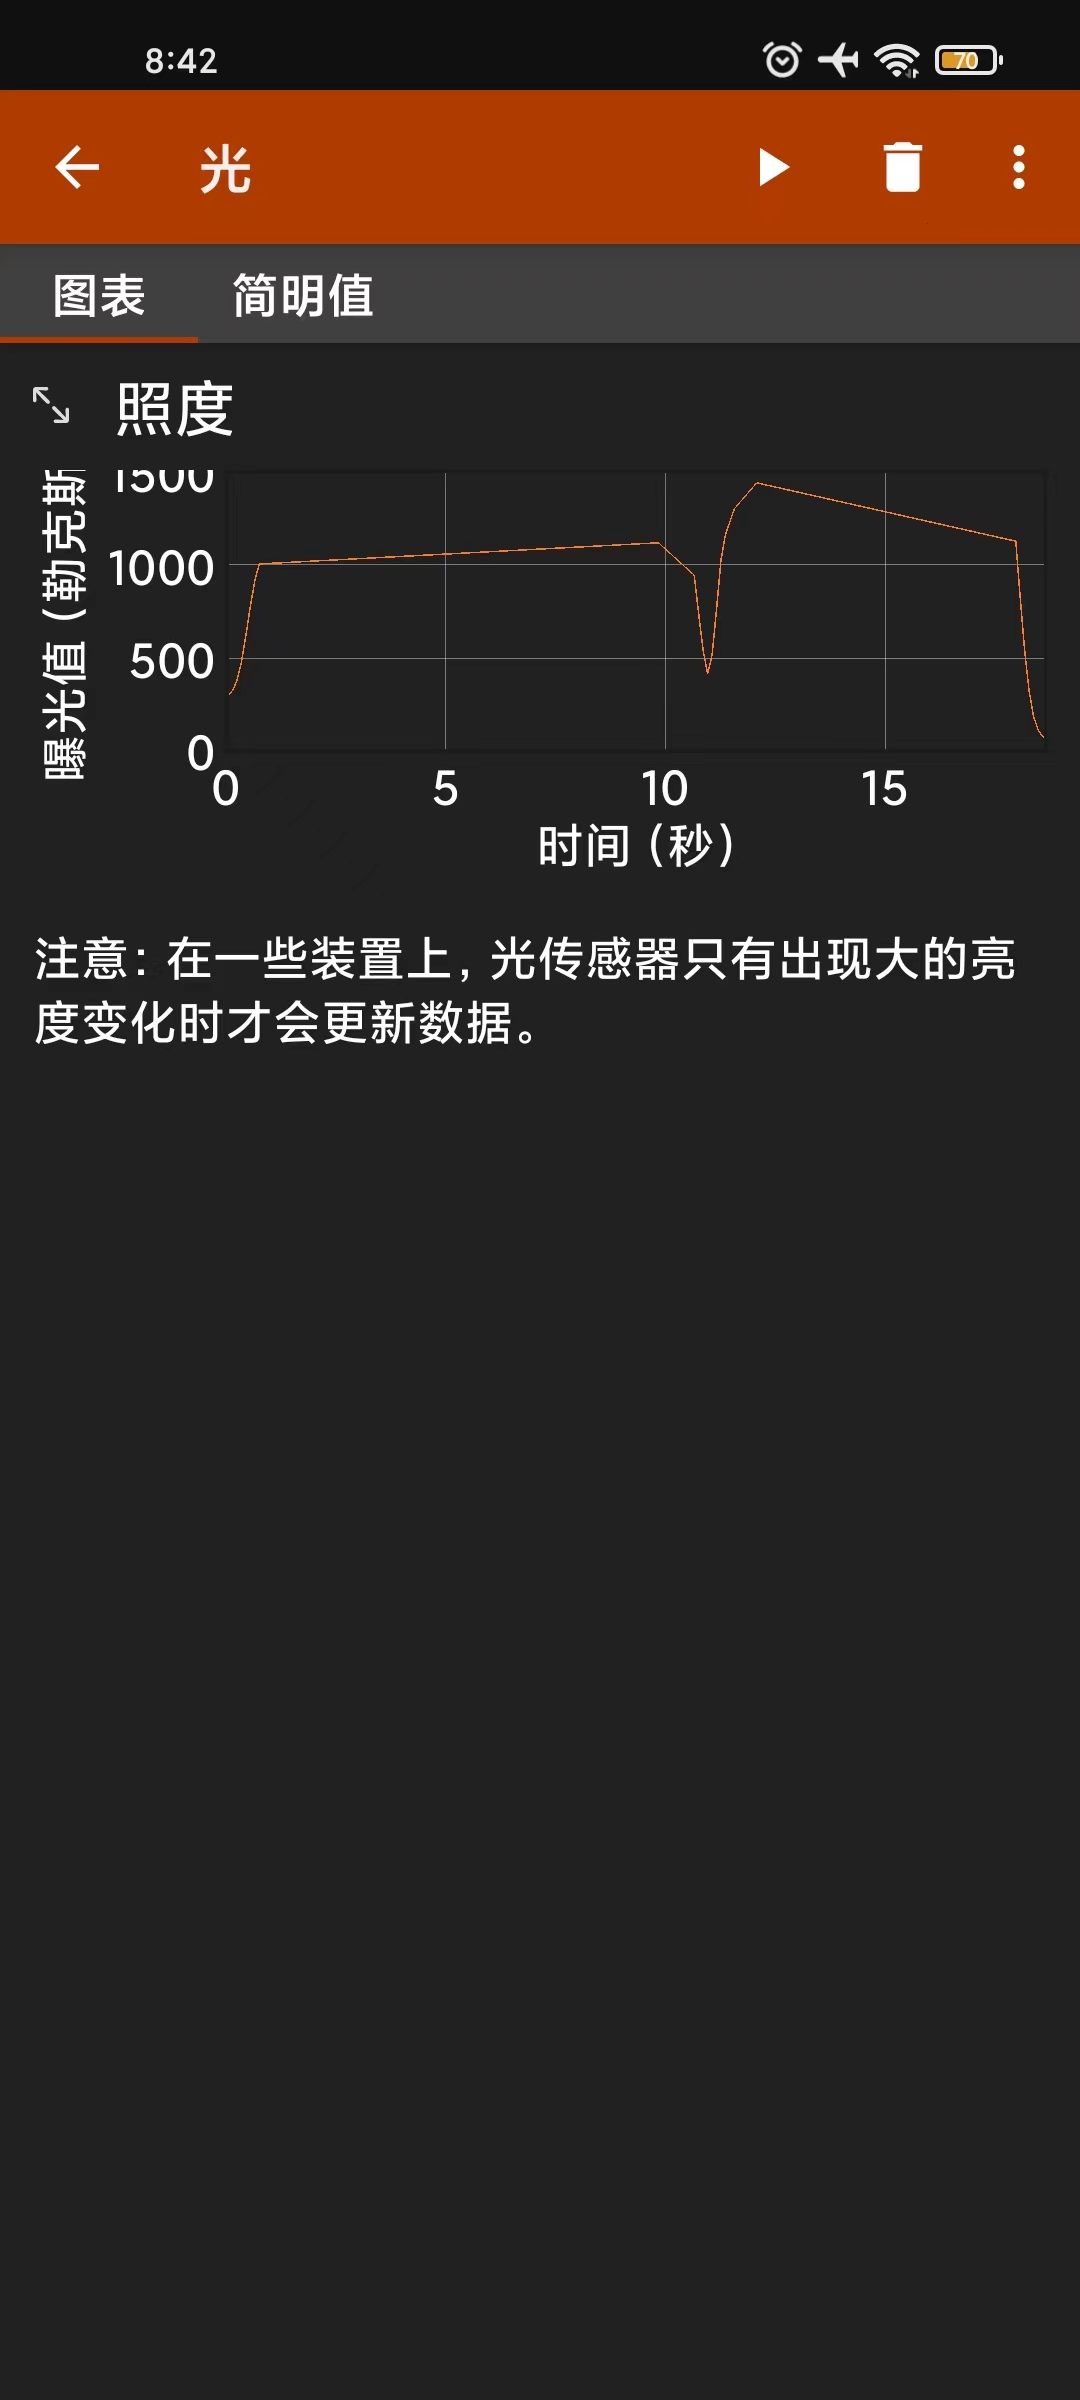 8:42
70
光
图表 简明值
照度
曝光值 (勒克斯
1500
1000
500
0
0 5 10 15
时间 (秒)
注意: 在一些装置上, 光传感器只有出现大的亮
度变化时才会更新数据。